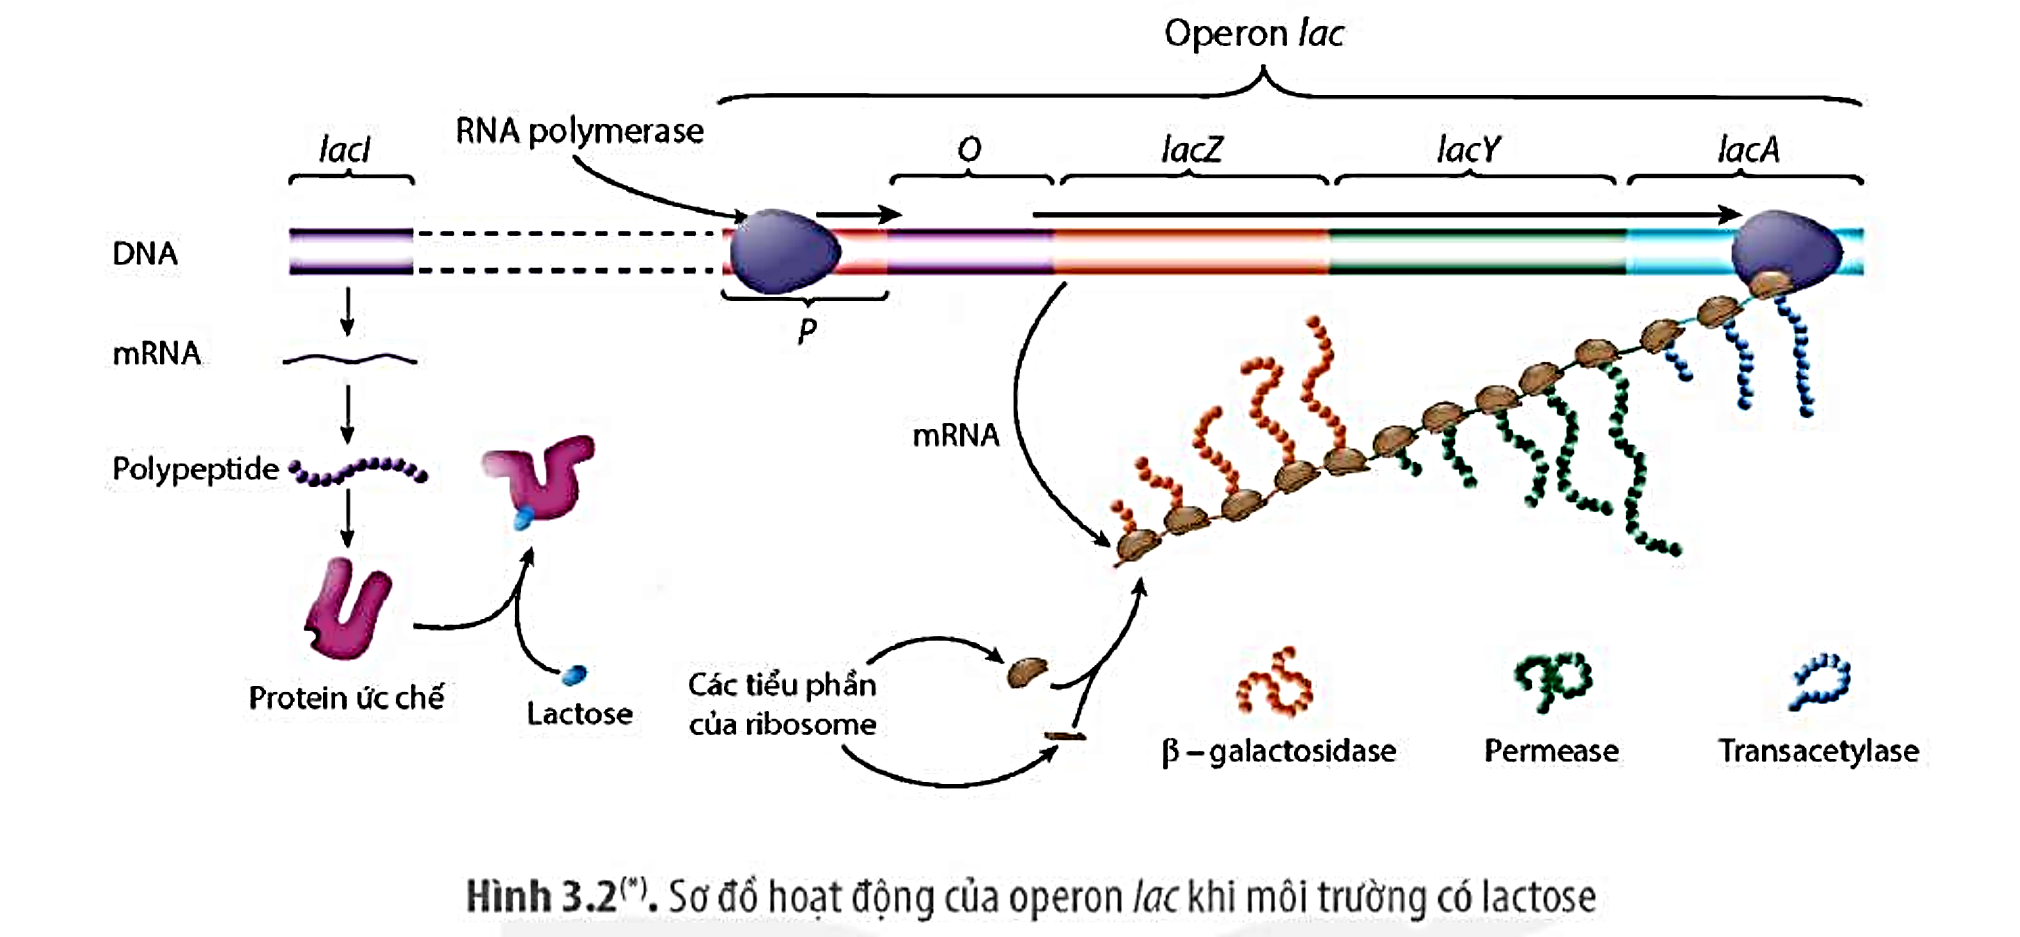 Operon lac
RNA polymerase
lacI
O
lacZ
lacY
lacA
DNA
P
mRNA
mRNA
Polypeptide
Protein ức chế
Lactose
Các tiểu phần
của ribosome
β – galactosidase
Permease
Transacetylase
Hình 3.2(*). Sơ đồ hoạt động của operon lac khi môi trường có lactose